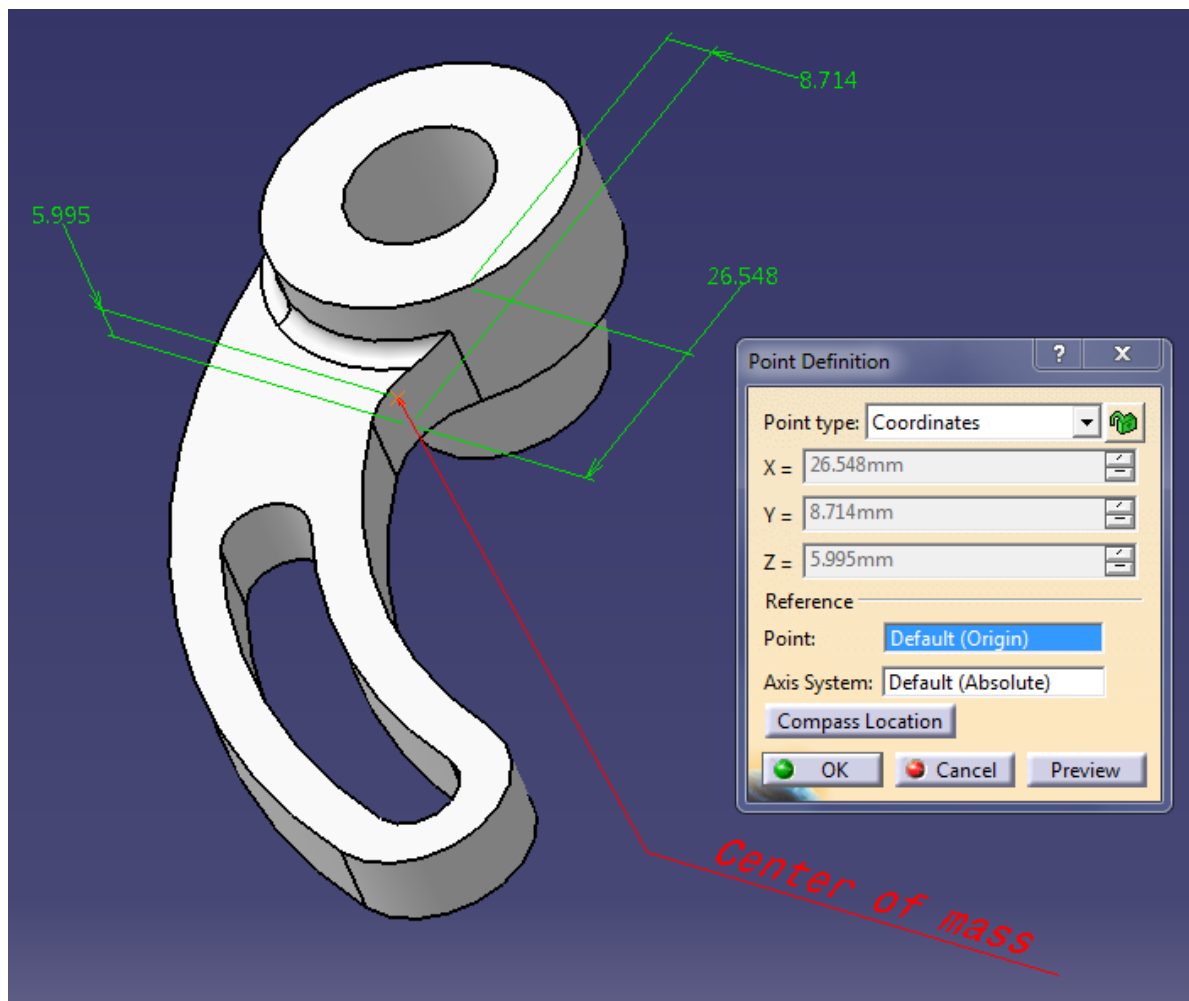 8.714
5.995
26.548
Point Definition
? X
Point type: Coordinates
X = 26.548mm
Y = 8.714mm
Z = 5.995mm
Reference
Point: Default (Origin)
Axis System: Default (Absolute)
Compass Location
OK Cancel Preview
Center of mass